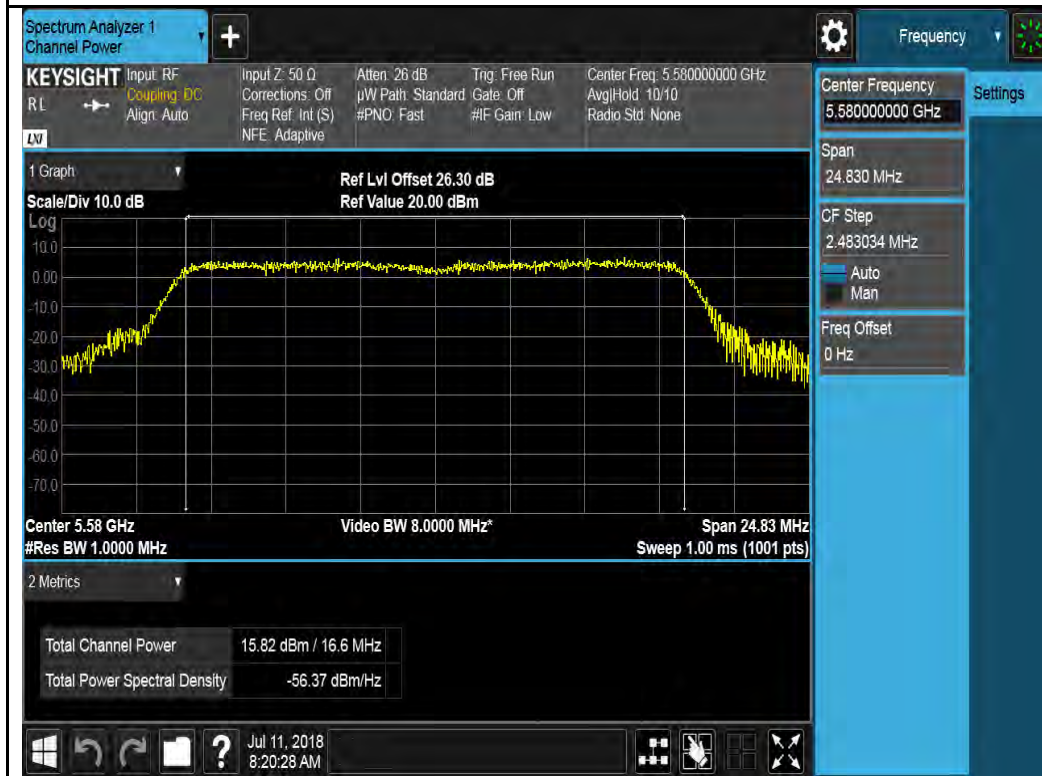 Spectrum Analyzer 1
Channel Power
+
Frequency
KEYSIGHT
RL
LXI
Input: RF
Coupling: DC
Align: Auto
Input Z: 50 Ω
Corrections: Off
Freq Ref: Int (S)
NFE: Adaptive
Atten: 26 dB
µW Path: Standard
#PNO: Fast
Trig: Free Run
Gate: Off
#IF Gain: Low
Center Freq: 5.580000000 GHz
Avg|Hold: 10/10
Radio Std: None
Center Frequency
5.580000000 GHz
Settings
Span
24.830 MHz
CF Step
2.483034 MHz
Auto
Man
Freq Offset
0 Hz
1 Graph
Scale/Div 10.0 dB
Ref Lvl Offset 26.30 dB
Ref Value 20.00 dBm
Log
10.0
0.00
-10.0
-20.0
-30.0
-40.0
-50.0
-60.0
-70.0
Center 5.58 GHz
Video BW 8.0000 MHz*
Span 24.83 MHz
#Res BW 1.0000 MHz
Sweep 1.00 ms (1001 pts)
2 Metrics
Total Channel Power 15.82 dBm / 16.6 MHz
Total Power Spectral Density -56.37 dBm/Hz
?
Jul 11, 2018
8:20:28 AM